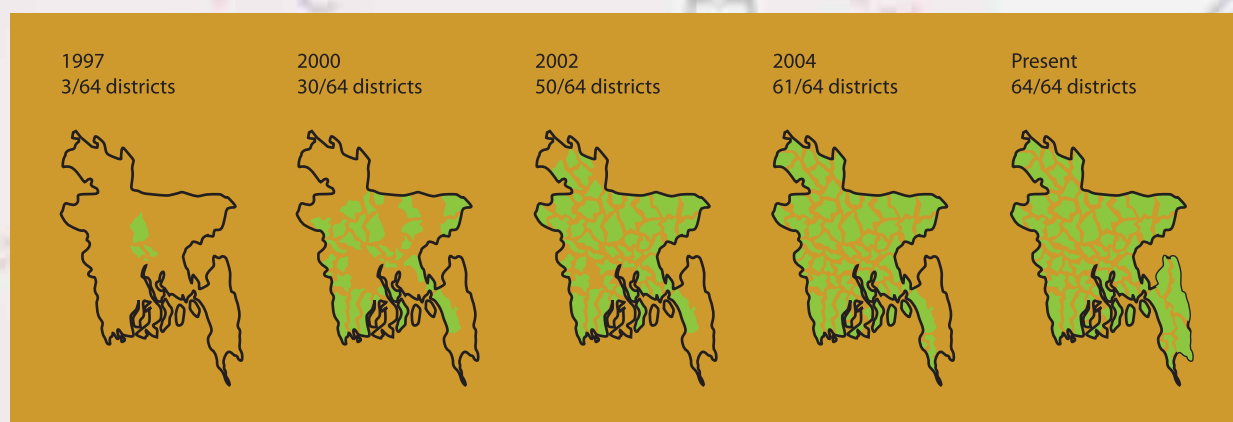 1997
3/64 districts
2000
30/64 districts
2002
50/64 districts
2004
61/64 districts
Present
64/64 districts